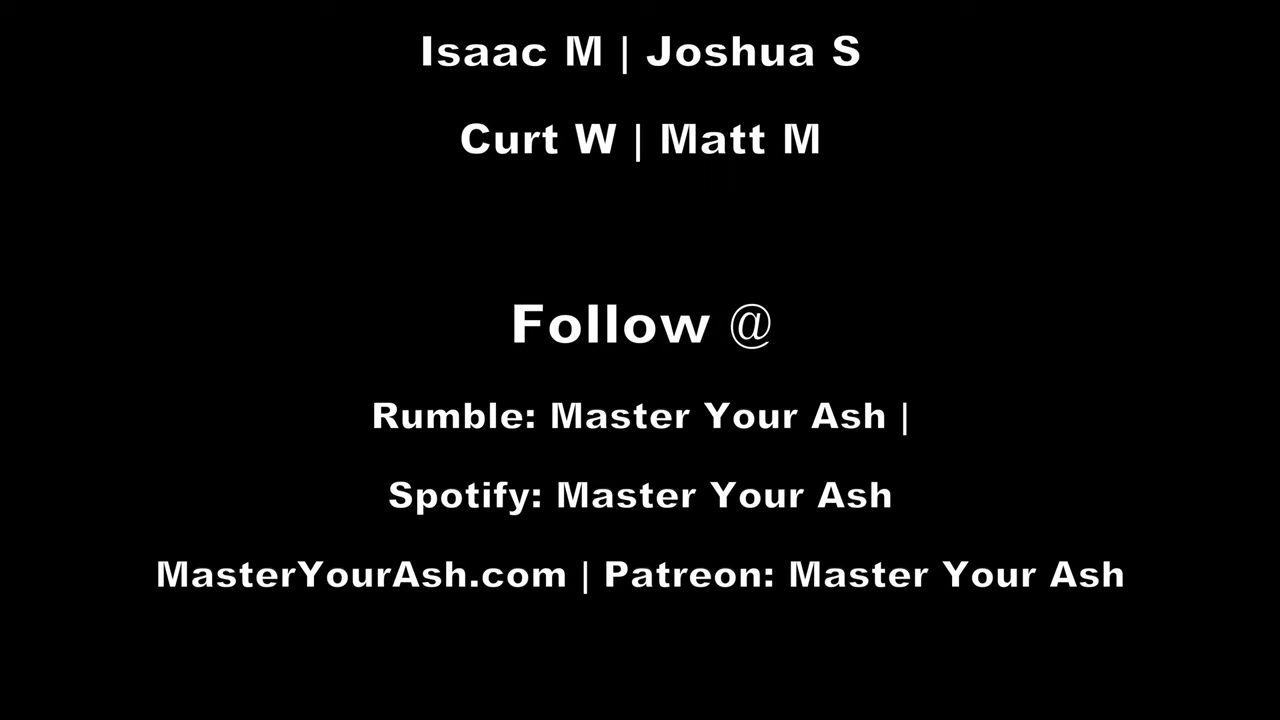 Isaac M | Joshua S
Curt W | Matt M
Follow @
Rumble: Master Your Ash |
Spotify: Master Your Ash
MasterYourAsh.com | Patreon: Master Your Ash